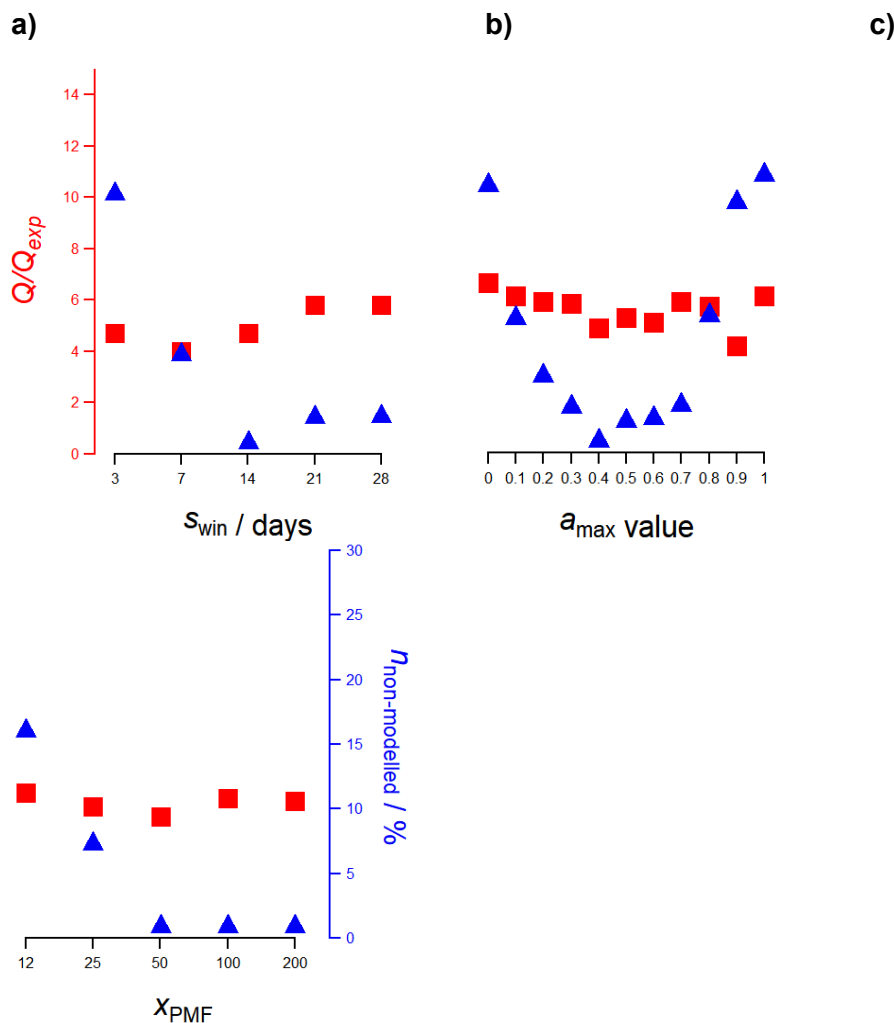 a)
b)
c)
14
12
10
8
6
4
2
0
Q/Qexp
3 7 14 21 28
swin / days
0 0.1 0.2 0.3 0.4 0.5 0.6 0.7 0.8 0.9 1
amax value
30
25
20
15
10
5
0
nnon-modelled / %
12 25 50 100 200
xPMF